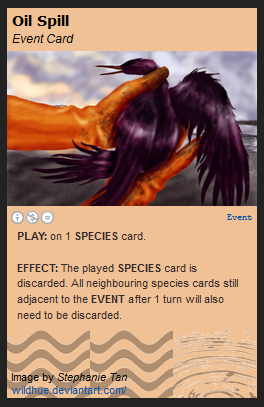 Oil Spill
Event Card
Event
PLAY: on 1 SPECIES card.
EFFECT: The played SPECIES card is
discarded. All neighbouring species cards still
adjacent to the EVENT after 1 turn will also
need to be discarded.
Image by Stephanie Tan
wildhue.deviantart.com/